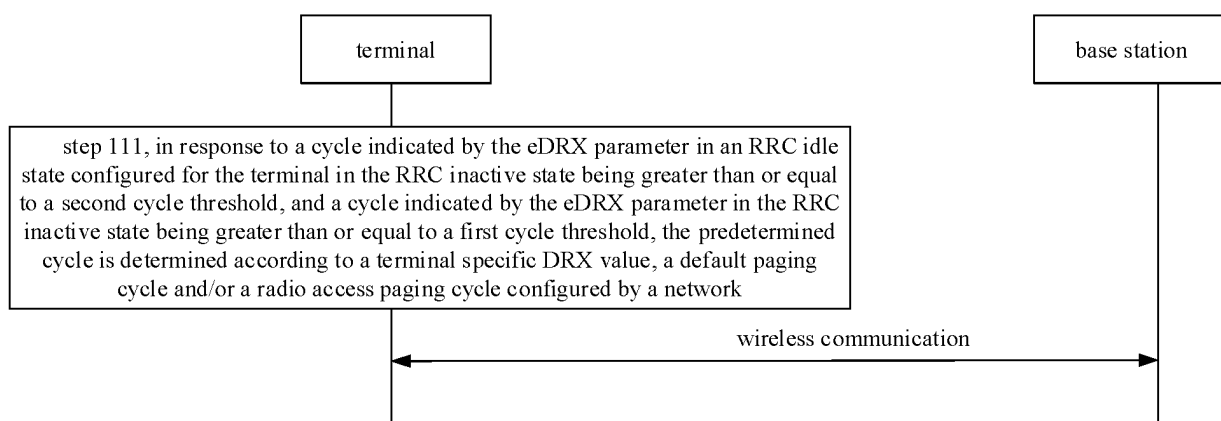 terminal
base station
step 111, in response to a cycle indicated by the eDRX parameter in an RRC idle
state configured for the terminal in the RRC inactive state being greater than or equal
to a second cycle threshold, and a cycle indicated by the eDRX parameter in the RRC
inactive state being greater than or equal to a first cycle threshold, the predetermined
cycle is determined according to a terminal specific DRX value, a default paging
cycle and/or a radio access paging cycle configured by a network
wireless communication